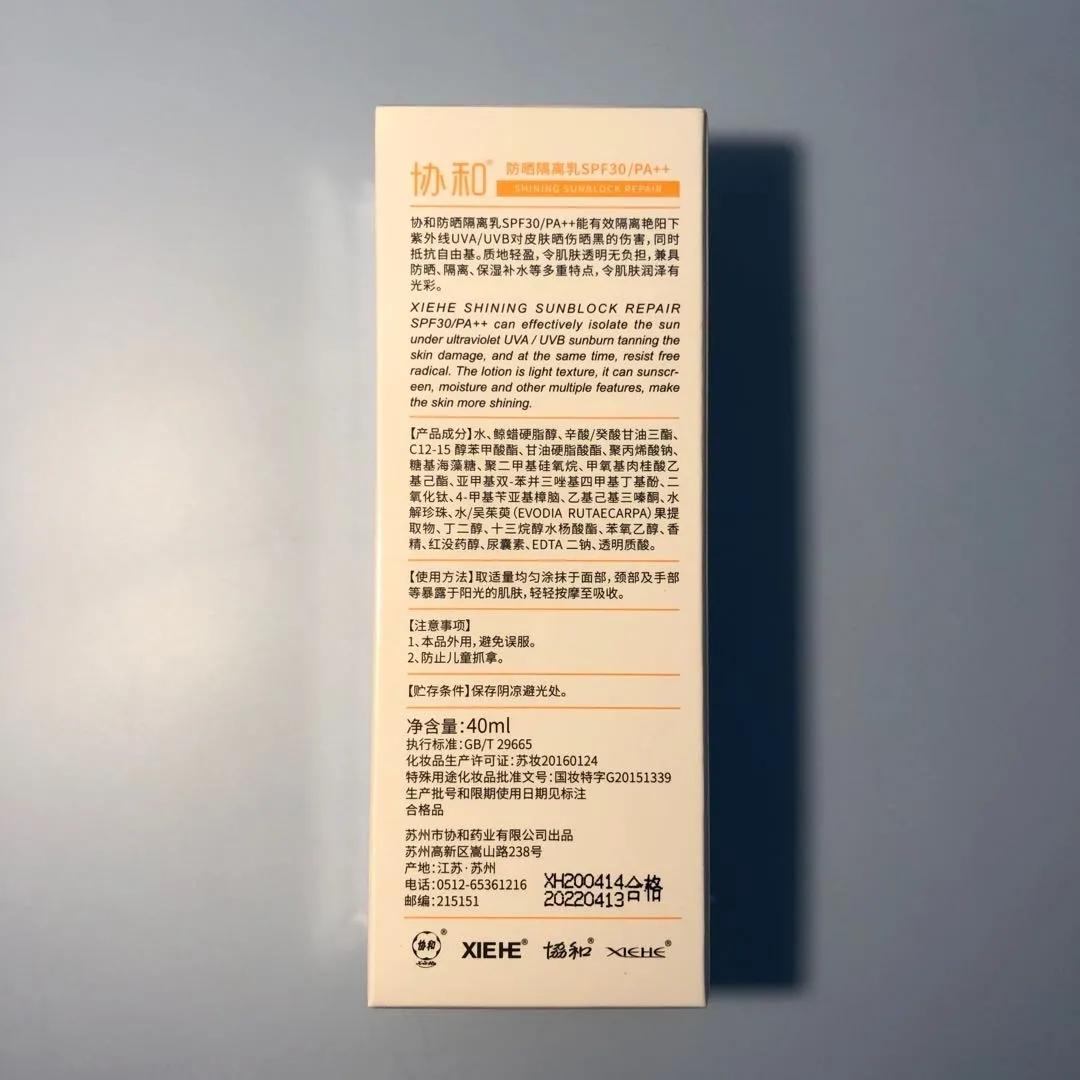 协和®
防晒隔离乳SPF30/PA++
SHINING SUNBLOCK REPAIR
协和防晒隔离乳SPF30/PA++能有效隔离艳阳下
紫外线UVA/UVB对皮肤晒伤晒黑的伤害，同时
抵抗自由基。质地轻盈，令肌肤透明无负担，兼具
防晒、隔离、保湿补水等多重特点，令肌肤润泽有
光彩。
XIEHE SHINING SUNBLOCK REPAIR
SPF30/PA++ can effectively isolate the sun
under ultraviolet UVA / UVB sunburn tanning the
skin damage, and at the same time, resist free
radical. The lotion is light texture, it can sunscr-
een, moisture and other multiple features, make
the skin more shining.
【产品成分】水、鲸蜡硬脂醇、辛酸/癸酸甘油三酯、
C12-15 醇苯甲酸酯、甘油硬脂酸酯、聚丙烯酸钠、
糖基海藻糖、聚二甲基硅氧烷、甲氧基肉桂酸乙
基己酯、亚甲基双-苯并三唑基四甲基丁基酚、二
氧化钛、4-甲基苄亚基樟脑、乙基己基三嗪酮、水
解珍珠、水/吴茱萸（EVODIA RUTAECARPA）果提
取物、丁二醇、十三烷醇水杨酸酯、苯氧乙醇、香
精、红没药醇、尿囊素、EDTA 二钠、透明质酸。
【使用方法】取适量均匀涂抹于面部，颈部及手部
等暴露于阳光的肌肤，轻轻按摩至吸收。
【注意事项】
1、本品外用，避免误服。
2、防止儿童抓拿。
【贮存条件】保存阴凉避光处。
净含量：40ml
执行标准：GB/T 29665
化妆品生产许可证：苏妆20160124
特殊用途化妆品批准文号：国妆特字G20151339
生产批号和限期使用日期见标注
合格品
苏州市协和药业有限公司出品
苏州高新区嵩山路238号
产地：江苏·苏州
电话：0512-65361216
邮编：215151
XH200414合格
20220413
协和®
XIEHE®
協和®
XIEHE®